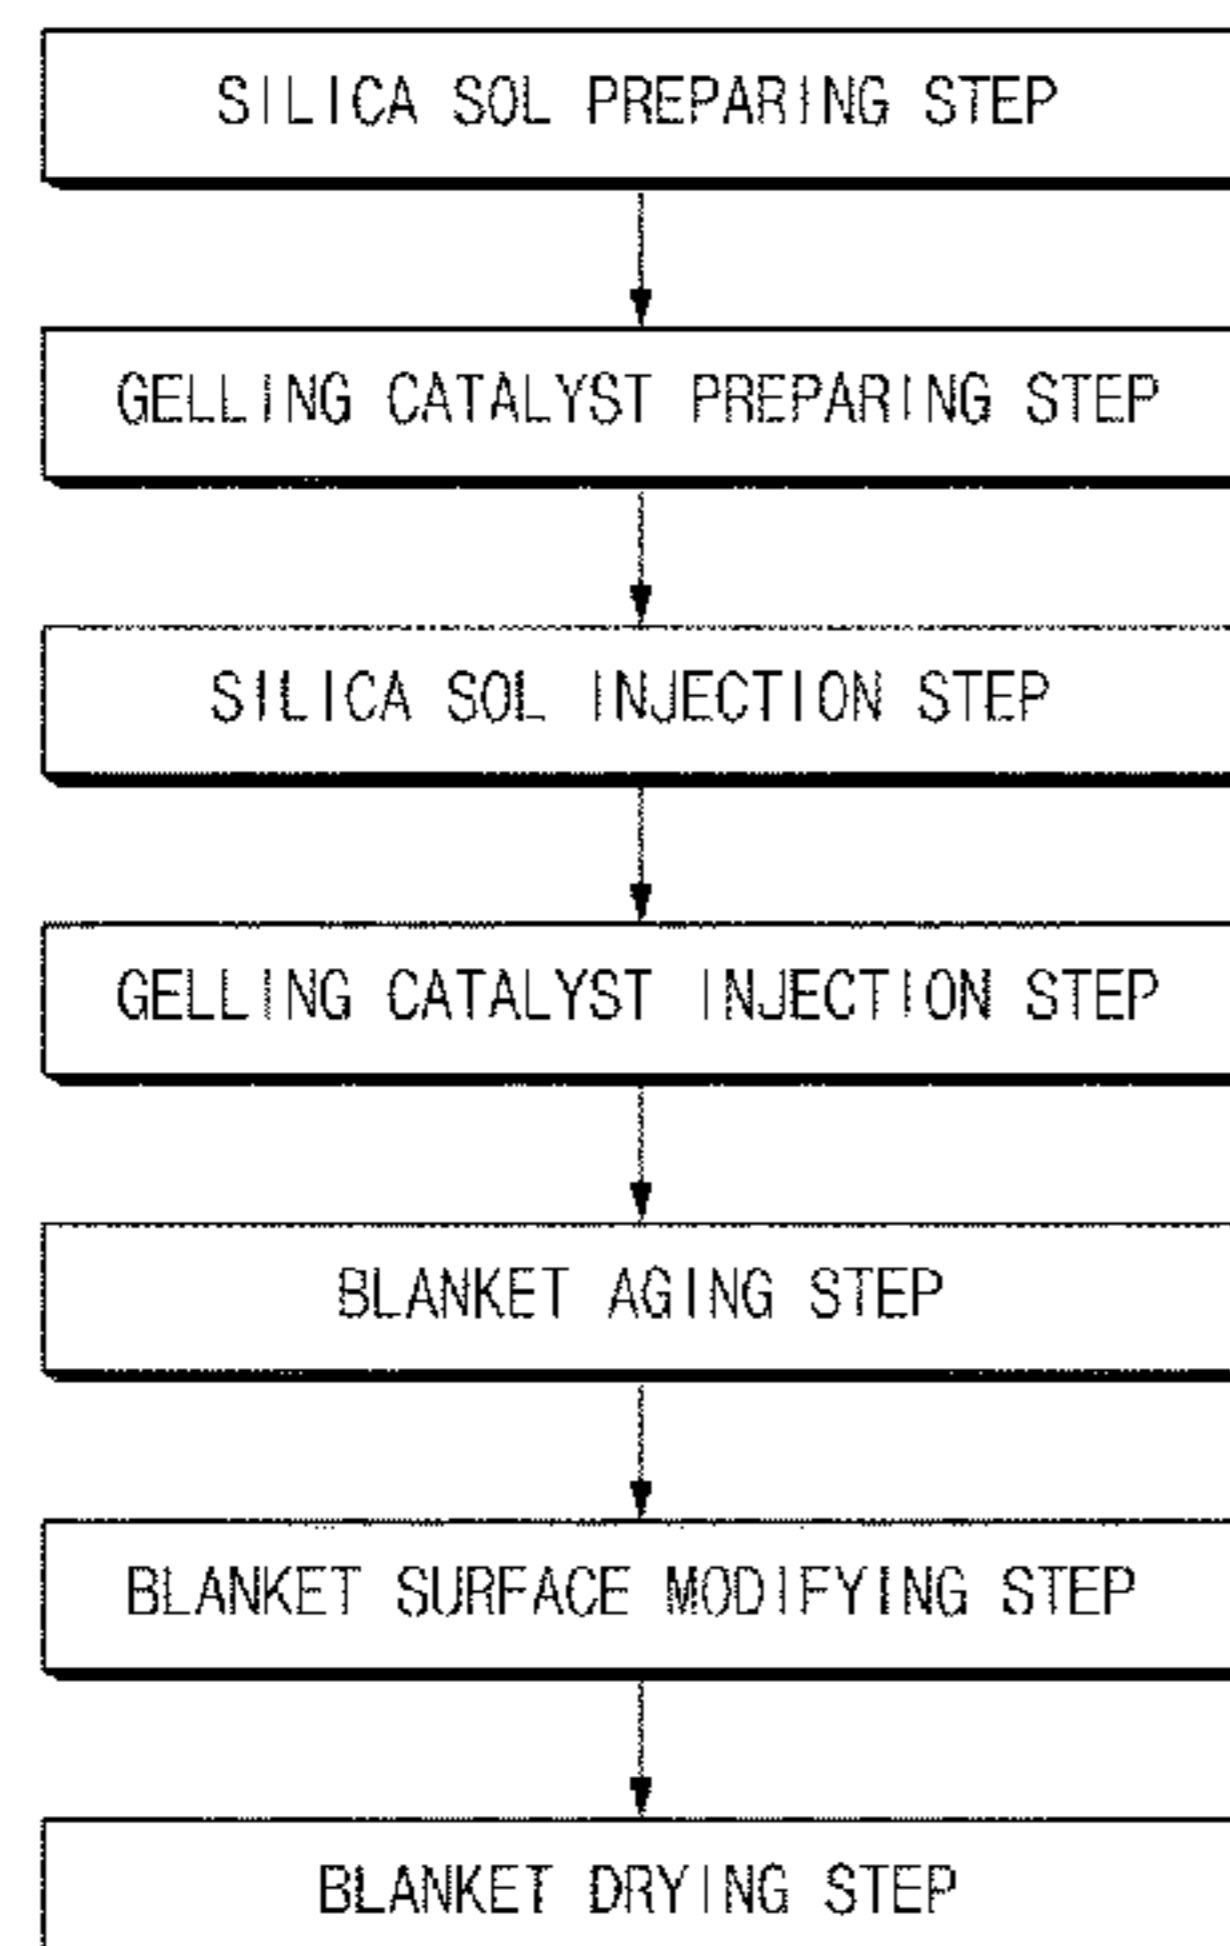 SILICA SOL PREPARING STEP
GELLING CATALYST PREPARING STEP
SILICA SOL INJECTION STEP
GELLING CATALYST INJECTION STEP
BLANKET AGING STEP
BLANKET SURFACE MODIFYING STEP
BLANKET DRYING STEP